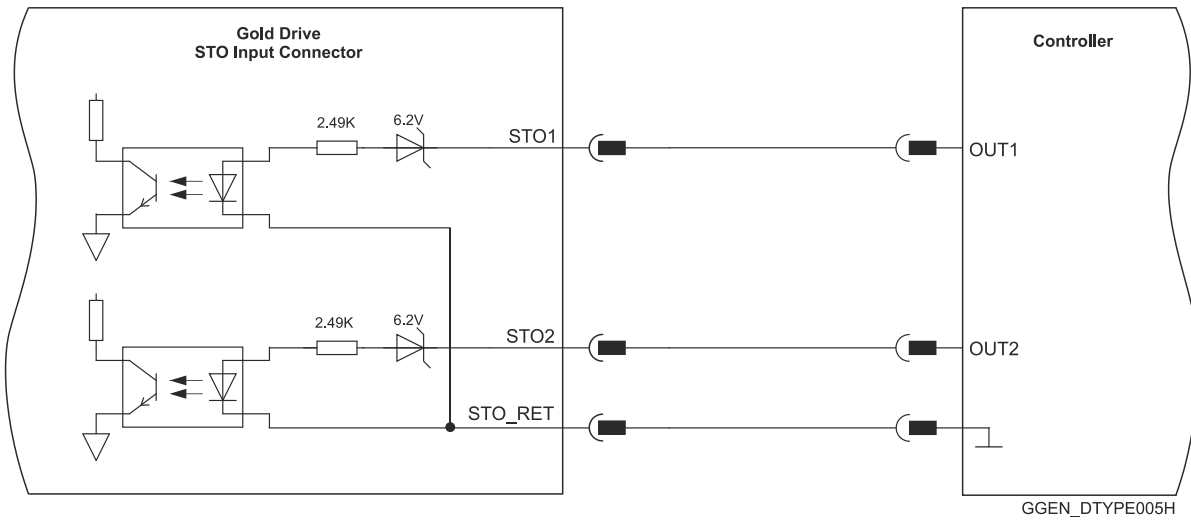 Gold Drive
STO Input Connector
Controller
2.49K
6.2V
STO1
OUT1
2.49K
6.2V
STO2
OUT2
STO_RET
GGEN_DTYPE005H